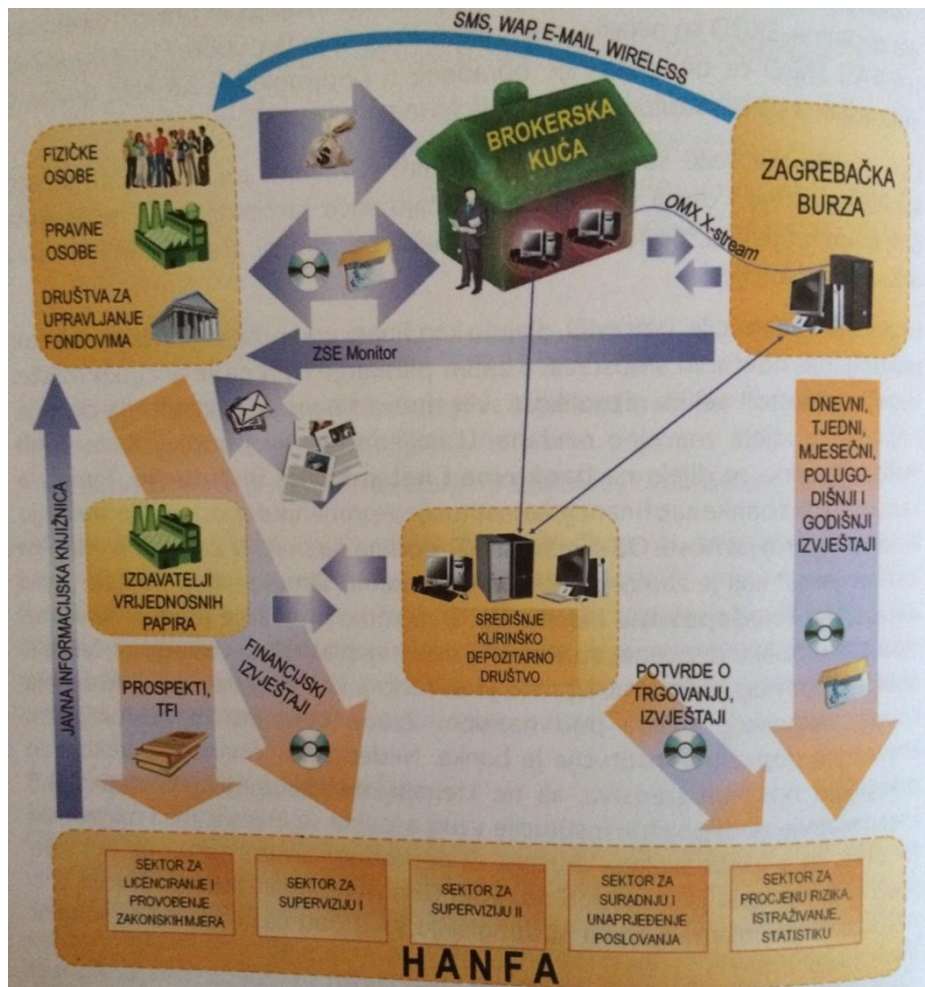 SMS, WAP, E-MAIL, WIRELESS
FIZIČKE
OSOBE
PRAVNE
OSOBE
DRUŠTVA ZA
UPRAVLJANJE
FONDOVIMA
$
BROKERSKA
KUĆA
ZAGREBAČKA
BURZA
OMX X-stream
ZSE Monitor
JAVNA INFORMACIJSKA KNJIŽNICA
IZDAVATELJI
VRIJEDNOSNIH
PAPIRA
PROSPEKTI,
TFI
FINANCIJSKI
IZVJEŠTAJI
SREDIŠNJE
KLIRINŠKO
DEPOZITARNO
DRUŠTVO
POTVRDE O
TRGOVANJU,
IZVJEŠTAJI
DNEVNI,
TJEDNI,
MJESEČNI,
POLUGO-
DIŠNJI I
GODIŠNJI
IZVJEŠTAJI
SEKTOR ZA
LICENCIRANJE I
PROVOĐENJE
ZAKONSKIH MJERA
SEKTOR ZA
SUPERVIZIJU I
SEKTOR ZA
SUPERVIZIJU II
SEKTOR ZA
SURADNJU I
UNAPRJEĐENJE
POSLOVANJA
SEKTOR ZA
PROCJENU RIZIKA,
ISTRAŽIVANJE,
STATISTIKU
HANFA